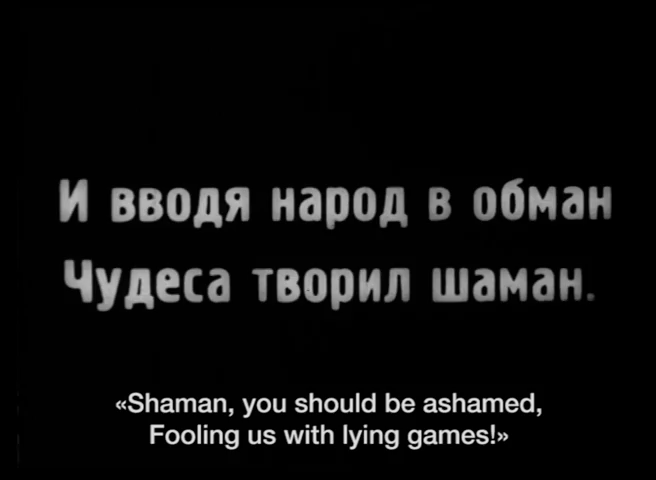 И вводя народ в обман
Чудеса творил шаман.
«Shaman, you should be ashamed,
Fooling us with lying games!»